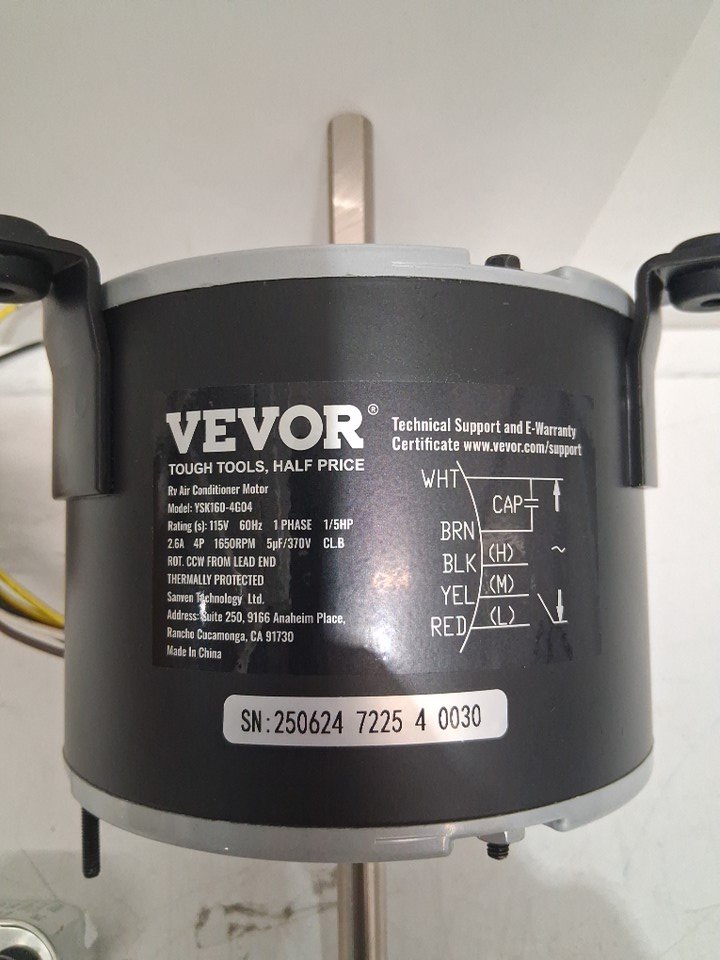 VEVOR®
TOUGH TOOLS, HALF PRICE
Technical Support and E-Warranty
Certificate www.vevor.com/support
Rv Air Conditioner Motor
Model: YSK160-4G04
Rating (s): 115V 60Hz 1 PHASE 1/5HP
2.6A 4P 1650RPM 5μF/370V CL.B
ROT. CCW FROM LEAD END
THERMALLY PROTECTED
Sanven Technology Ltd.
Address: Suite 250, 9166 Anaheim Place,
Rancho Cucamonga, CA 91730
Made In China
WHT
CAP
BRN
BLK (H) ~
YEL (M)
RED (L)
SN:250624 7225 4 0030